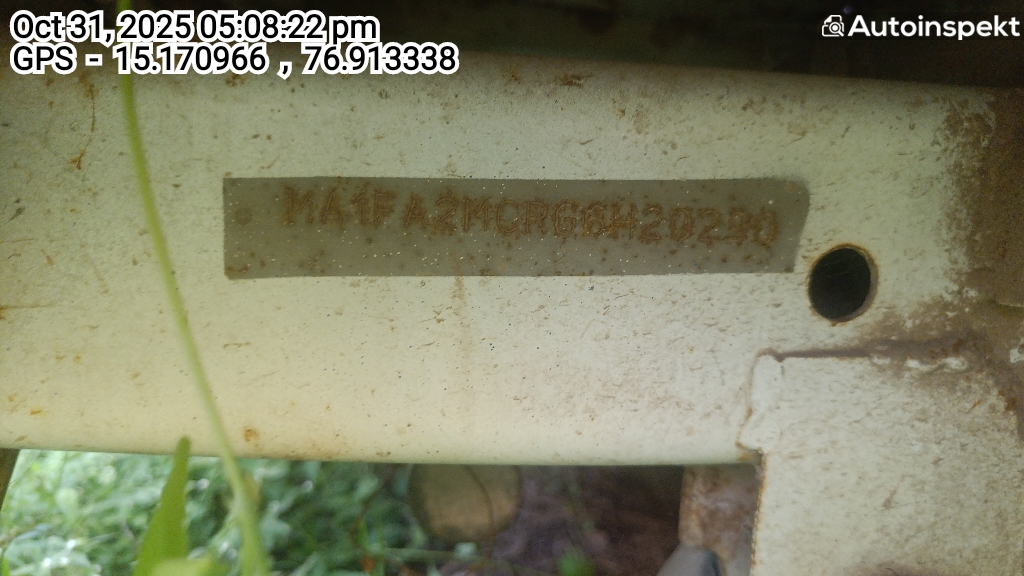 Oct 31, 2025 05:08:22 pm
GPS - 15.170966 , 76.913338
Autoinspekt
MA1FA2MCRG6H20290